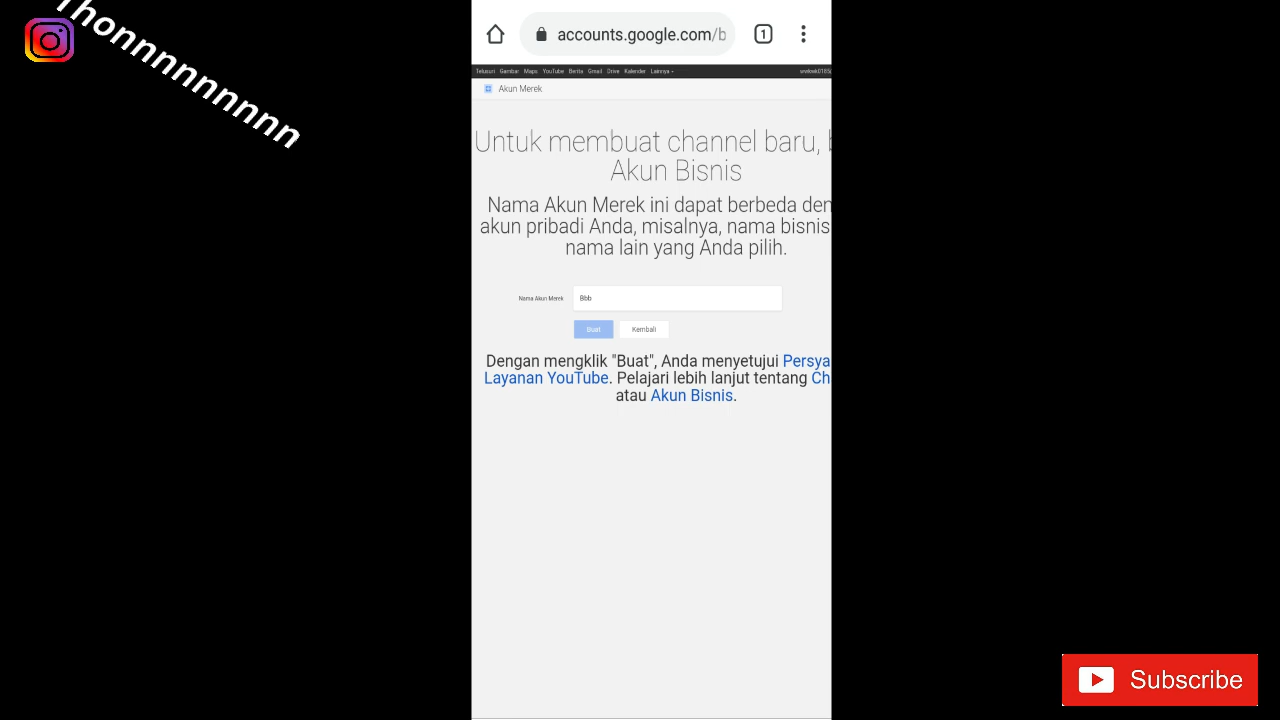 Thonnnnnnnnnn
accounts.google.com/b
1
Telusuri Gambar Maps YouTube Berita Gmail Drive Kalender Lainnya
Akun Merek
Untuk membuat channel baru,
Akun Bisnis
Nama Akun Merek ini dapat berbeda den
akun pribadi Anda, misalnya, nama bisnis
nama lain yang Anda pilih.
Nama Akun Merek Bbb
Buat Kembali
Dengan mengklik "Buat", Anda menyetujui Persya
Layanan YouTube. Pelajari lebih lanjut tentang Ch
atau Akun Bisnis.
Subscribe